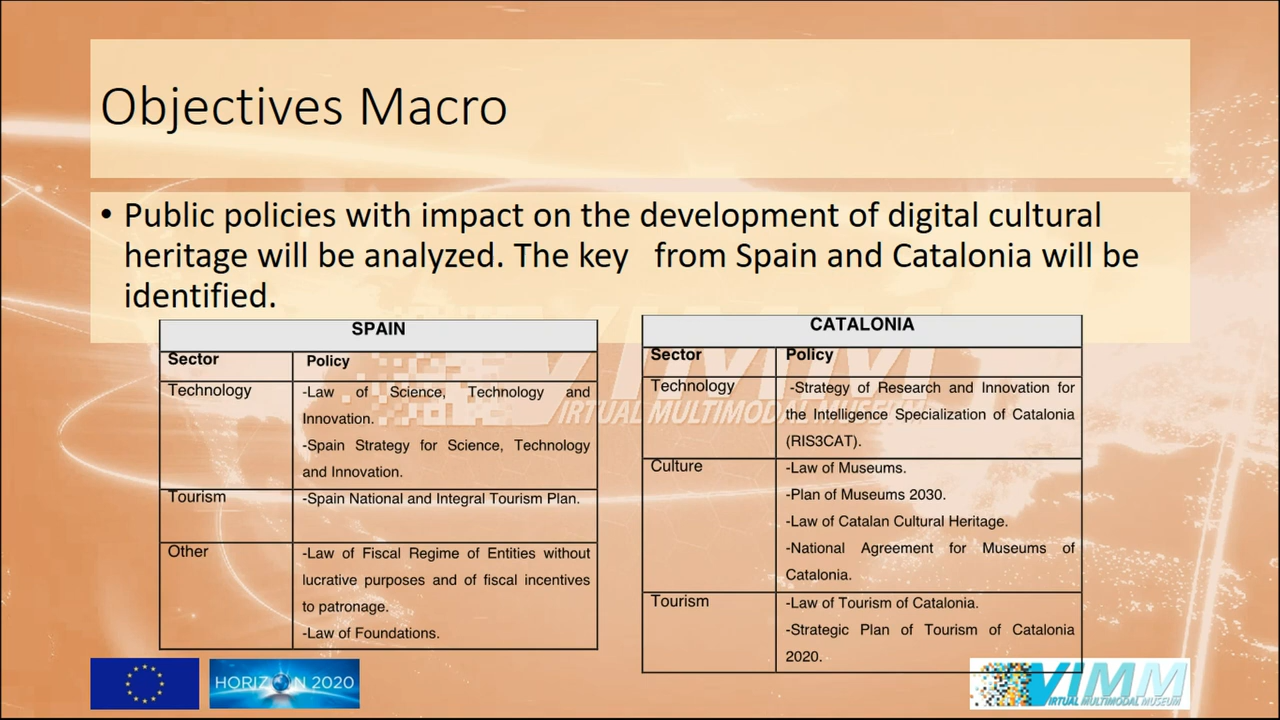 Objectives Macro
• Public policies with impact on the development of digital cultural
heritage will be analyzed. The key from Spain and Catalonia will be
identified.
SPAIN
Sector Policy
Technology -Law of Science, Technology and
Innovation.
-Spain Strategy for Science, Technology
and Innovation.
Tourism -Spain National and Integral Tourism Plan.
Other -Law of Fiscal Regime of Entities without
lucrative purposes and of fiscal incentives
to patronage.
-Law of Foundations.
CATALONIA
Sector Policy
Technology -Strategy of Research and Innovation for
the Intelligence Specialization of Catalonia
(RIS3CAT).
Culture -Law of Museums.
-Plan of Museums 2030.
-Law of Catalan Cultural Heritage.
-National Agreement for Museums of
Catalonia.
Tourism -Law of Tourism of Catalonia.
-Strategic Plan of Tourism of Catalonia
2020.
VIMM
VIRTUAL MULTIMODAL MUSEUM
HORIZON 2020
VIMM
VIRTUAL MULTIMODAL MUSEUM